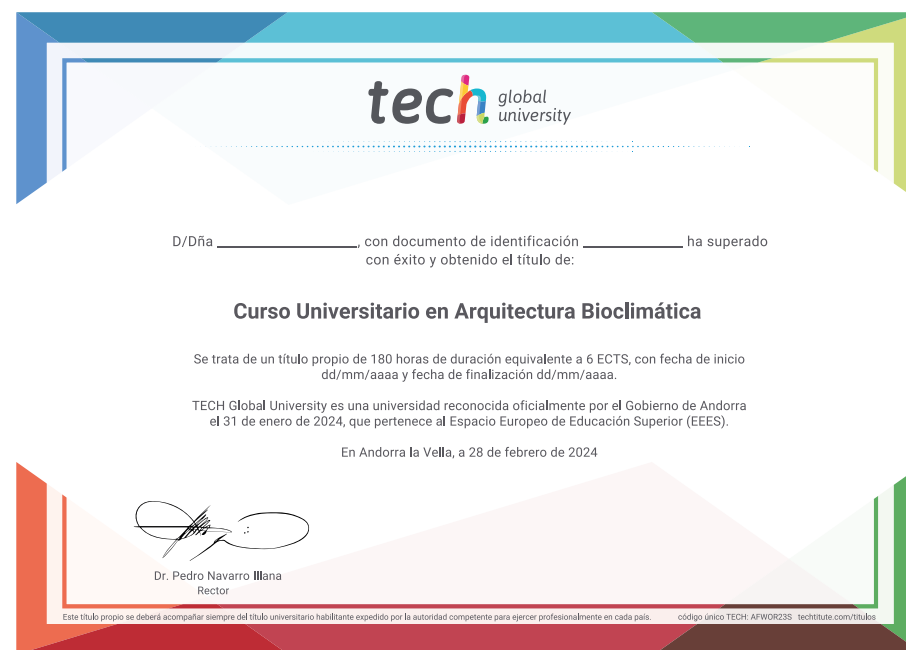 tech global university
D/Dña ____________________, con documento de identificación ______________ ha superado
con éxito y obtenido el título de:
Curso Universitario en Arquitectura Bioclimática
Se trata de un título propio de 180 horas de duración equivalente a 6 ECTS, con fecha de inicio
dd/mm/aaaa y fecha de finalización dd/mm/aaaa.
TECH Global University es una universidad reconocida oficialmente por el Gobierno de Andorra
el 31 de enero de 2024, que pertenece al Espacio Europeo de Educación Superior (EEES).
En Andorra la Vella, a 28 de febrero de 2024
Dr. Pedro Navarro Illana
Rector
Este título propio se deberá acompañar siempre del título universitario habilitante expedido por la autoridad competente para ejercer profesionalmente en cada país. código único TECH: AFWOR23S techtitute.com/titulos